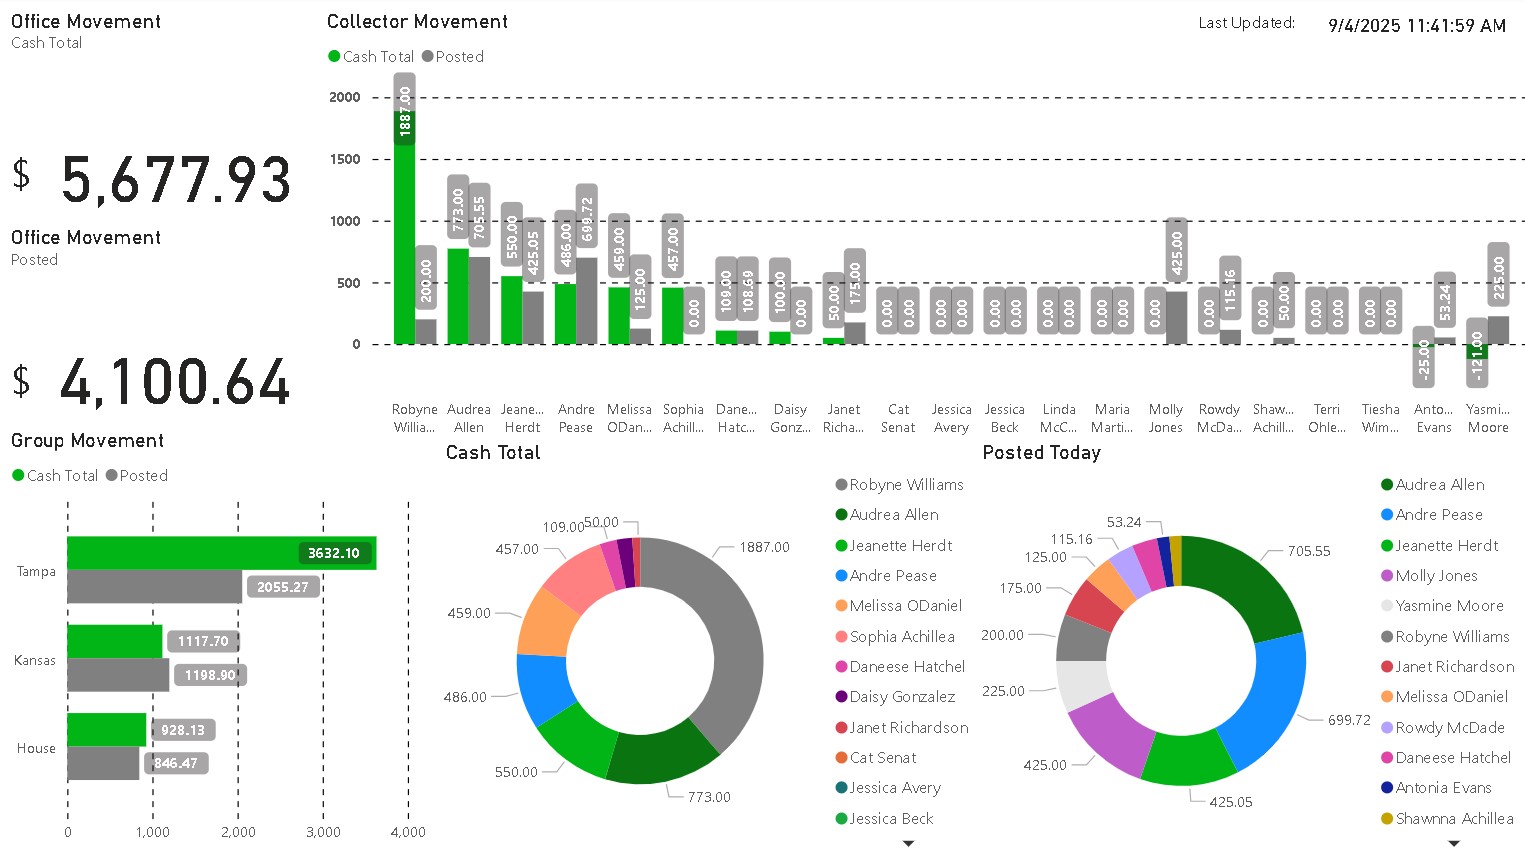 Office Movement
Cash Total
$ 5,677.93
Office Movement
Posted
$ 4,100.64
Collector Movement
Cash Total Posted
Last Updated: 9/4/2025 11:41:59 AM
2000
1500
1000
500
0
1887.00
200.00
773.00
705.55
550.00
425.05
486.00
699.72
459.00
125.00
457.00
0.00
109.00
108.69
100.00
0.00
50.00
175.00
0.00
0.00
0.00
0.00
0.00
0.00
0.00
0.00
0.00
0.00
0.00
425.00
0.00
115.16
0.00
50.00
0.00
0.00
0.00
0.00
-25.00
53.24
-121.00
225.00
Robyne Willia...
Audrea Allen
Jeane... Herdt
Andre Pease
Melissa ODan...
Sophia Achill...
Dane... Hatc...
Daisy Gonz...
Janet Richa...
Cat Senat
Jessica Avery
Jessica Beck
Linda McC...
Maria Marti...
Molly Jones
Rowdy McDa...
Shaw... Achill...
Terri Ohle...
Tiesha Wim...
Anto... Evans
Yasmi... Moore
Group Movement
Cash Total Posted
Tampa
3632.10
2055.27
Kansas
1117.70
1198.90
House
928.13
846.47
0 1,000 2,000 3,000 4,000
Cash Total
1887.00
773.00
550.00
486.00
459.00
457.00
109.00
50.00
Robyne Williams
Audrea Allen
Jeanette Herdt
Andre Pease
Melissa ODaniel
Sophia Achillea
Daneese Hatchel
Daisy Gonzalez
Janet Richardson
Cat Senat
Jessica Avery
Jessica Beck
Posted Today
705.55
699.72
425.05
425.00
225.00
200.00
175.00
125.00
115.16
53.24
Audrea Allen
Andre Pease
Jeanette Herdt
Molly Jones
Yasmine Moore
Robyne Williams
Janet Richardson
Melissa ODaniel
Rowdy McDade
Daneese Hatchel
Antonia Evans
Shawnna Achillea